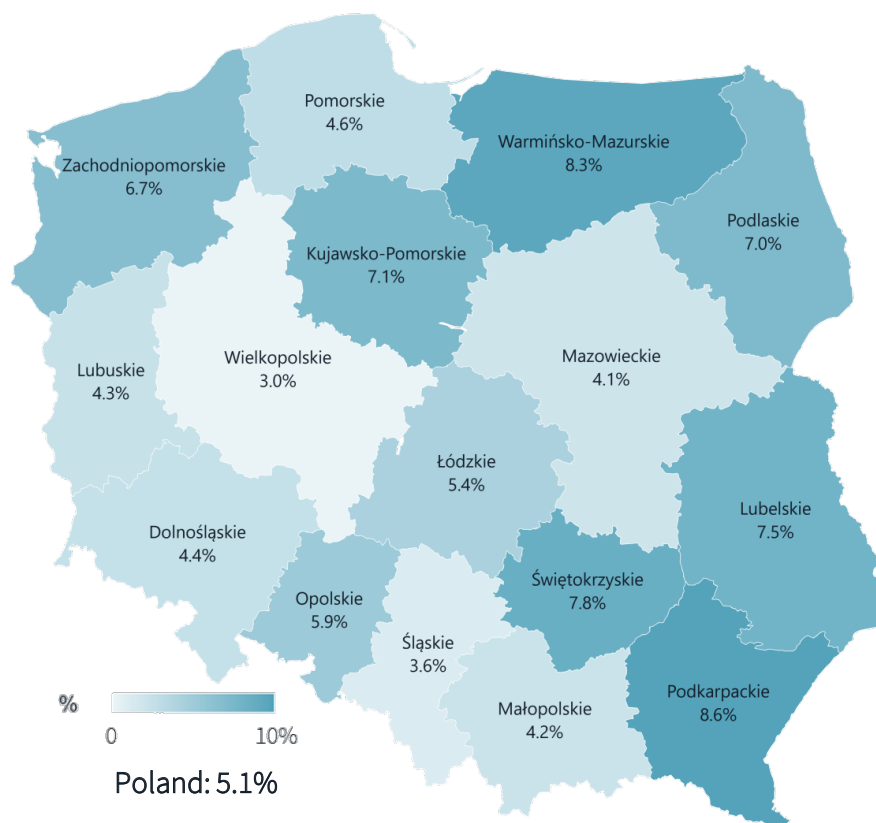 Pomorskie
4.6%
Warmińsko-Mazurskie
8.3%
Zachodniopomorskie
6.7%
Podlaskie
7.0%
Kujawsko-Pomorskie
7.1%
Wielkopolskie
3.0%
Mazowieckie
4.1%
Lubuskie
4.3%
Łódzkie
5.4%
Lubelskie
7.5%
Dolnośląskie
4.4%
Świętokrzyskie
7.8%
Opolskie
5.9%
Śląskie
3.6%
Podkarpackie
8.6%
Małopolskie
4.2%
%
0 10%
Poland: 5.1%